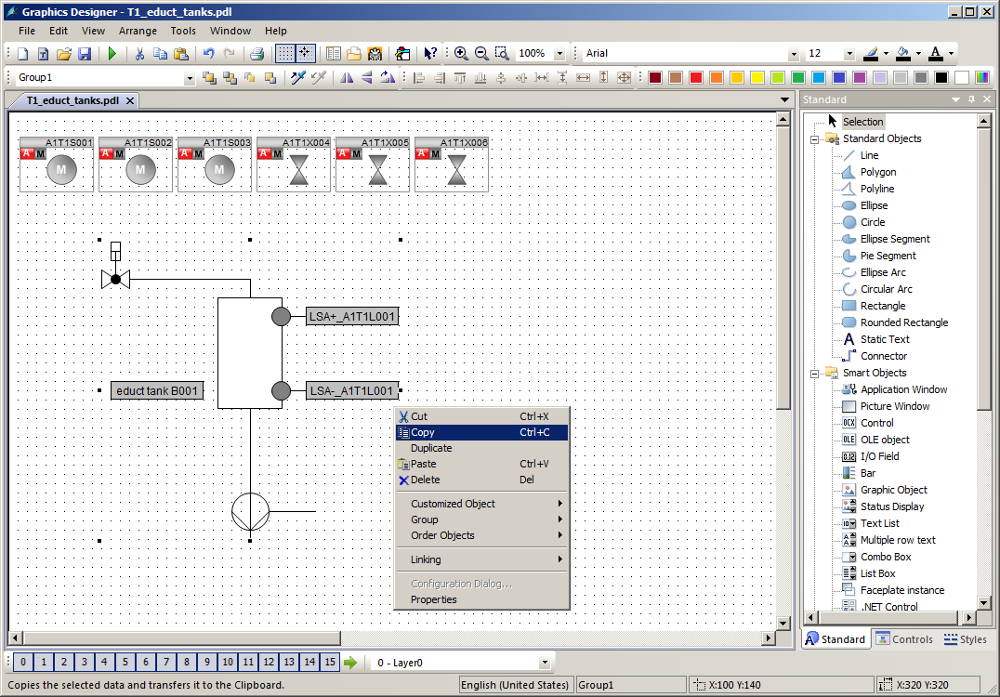 Graphics Designer - T1_educt_tanks.pdl
File Edit View Arrange Tools Window Help
100% Arial 12
Group1
T1_educt_tanks.pdl
Standard
A1T1S001 A1T1S002 A1T1S003 A1T1X004 A1T1X005 A1T1X006
A M A M A M A M A M A M
M M M
LSA+_A1T1L001
educt tank B001
LSA-_A1T1L001
Cut Ctrl+X
Copy Ctrl+C
Duplicate
Paste Ctrl+V
Delete Del
Customized Object
Group
Order Objects
Linking
Configuration Dialog...
Properties
Selection
Standard Objects
Line
Polygon
Polyline
Ellipse
Circle
Ellipse Segment
Pie Segment
Ellipse Arc
Circular Arc
Rectangle
Rounded Rectangle
A Static Text
Connector
Smart Objects
Application Window
Picture Window
OCX Control
OLE OLE object
0.12 I/O Field
Bar
Graphic Object
Status Display
Text List
Multiple row text
Combo Box
List Box
Faceplate instance
.NET Control
Standard Controls Styles
0 1 2 3 4 5 6 7 8 9 10 11 12 13 14 15 0 - Layer0
Copies the selected data and transfers it to the Clipboard. English (United States) Group1 X:100 Y:140 X:320 Y:320